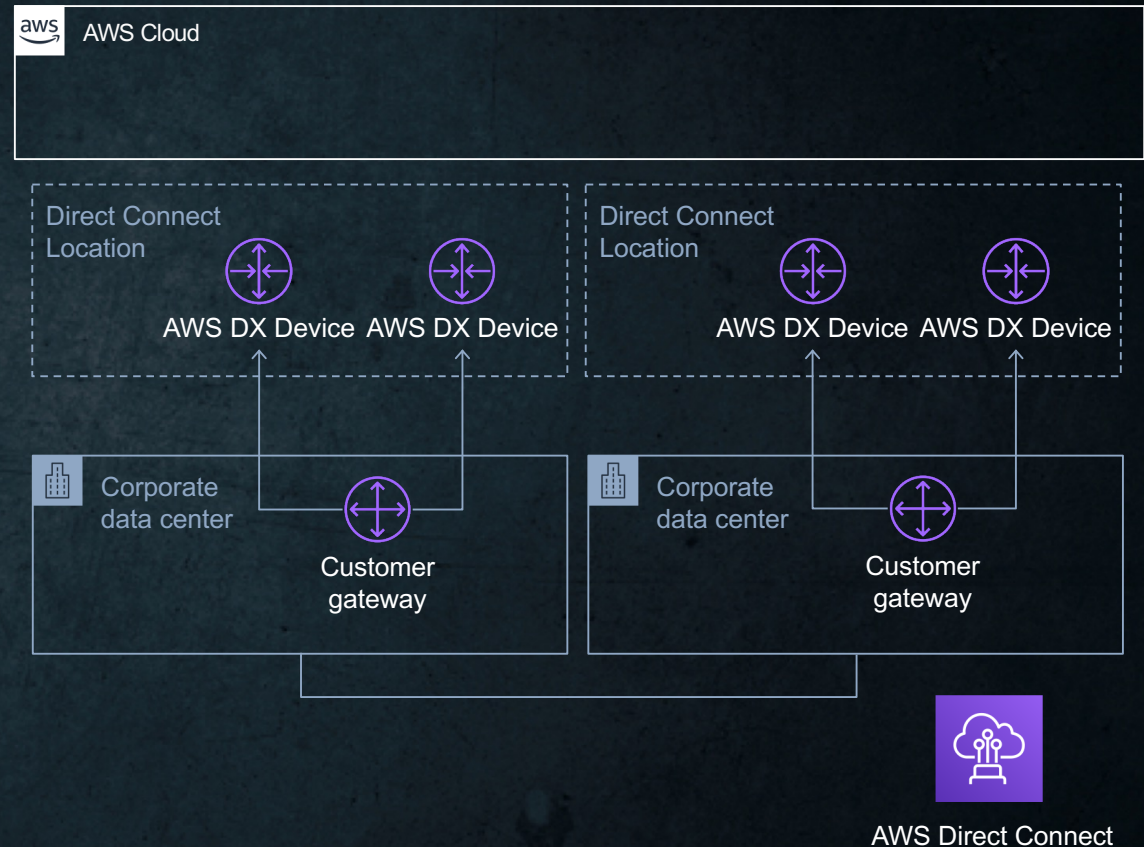 aws
AWS Cloud
Direct Connect
Location
AWS DX Device
AWS DX Device
Direct Connect
Location
AWS DX Device
AWS DX Device
Corporate
data center
Customer
gateway
Corporate
data center
Customer
gateway
AWS Direct Connect